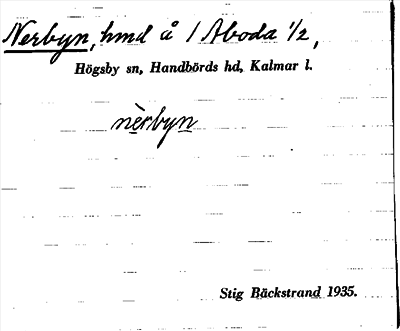 Nerbyn, hmd å 1 Aboda 1/2,
Högsby sn, Handbörds hd, Kalmar l.
nèrbyn
Stig Bäckstrand 1935.